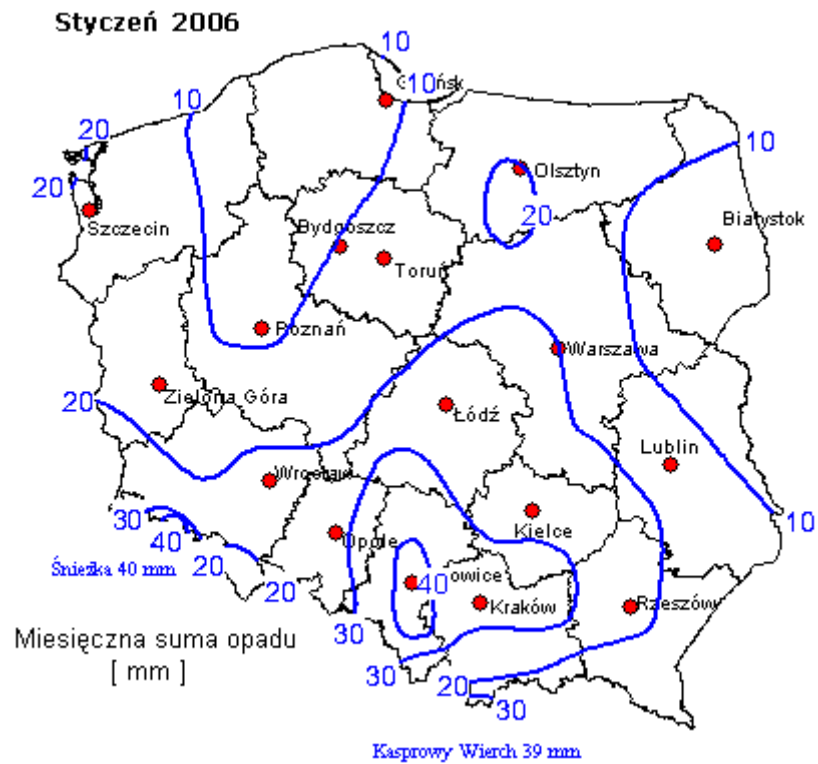 Styczeń 2006
10
10
10
20
10
20
Olsztyn
20
Białystok
Szczecin
Bydgoszcz
Toruń
Poznań
Warszawa
20
Zielona Góra
Łódź
Lublin
Wrocław
30
40
10
Kielce
Opole
20
Śnieżka 40 mm
20
40
Kraków
Rzeszów
30
Miesięczna suma opadu
[ mm ]
30
20
30
Kasprowy Wierch 39 mm